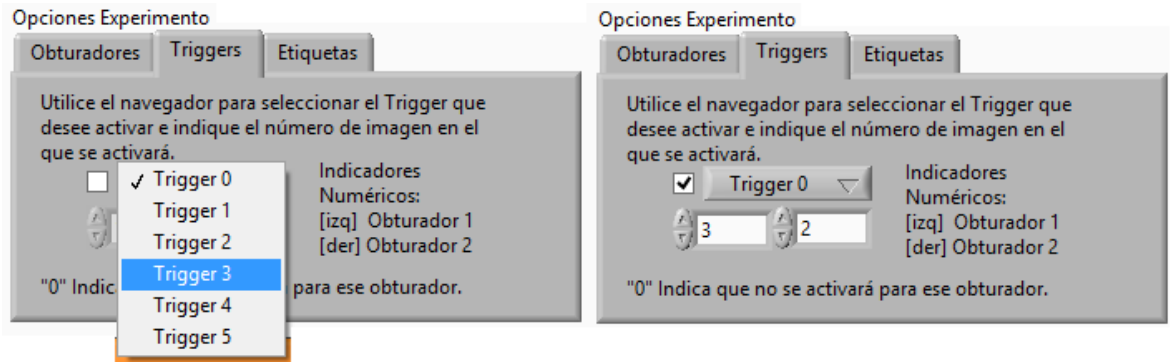 Opciones Experimento
Obturadores Triggers Etiquetas
Utilice el navegador para seleccionar el Trigger que
desee activar e indique el número de imagen en el
que se activará.
✓ Trigger 0
Trigger 1
Trigger 2
Trigger 3
Trigger 4
Trigger 5
Indicadores
Numéricos:
[izq] Obturador 1
[der] Obturador 2
"0" para ese obturador.
Opciones Experimento
Obturadores Triggers Etiquetas
Utilice el navegador para seleccionar el Trigger que
desee activar e indique el número de imagen en el
que se activará.
Trigger 0
3 2
Indicadores
Numéricos:
[izq] Obturador 1
[der] Obturador 2
"0" Indica que no se activará para ese obturador.